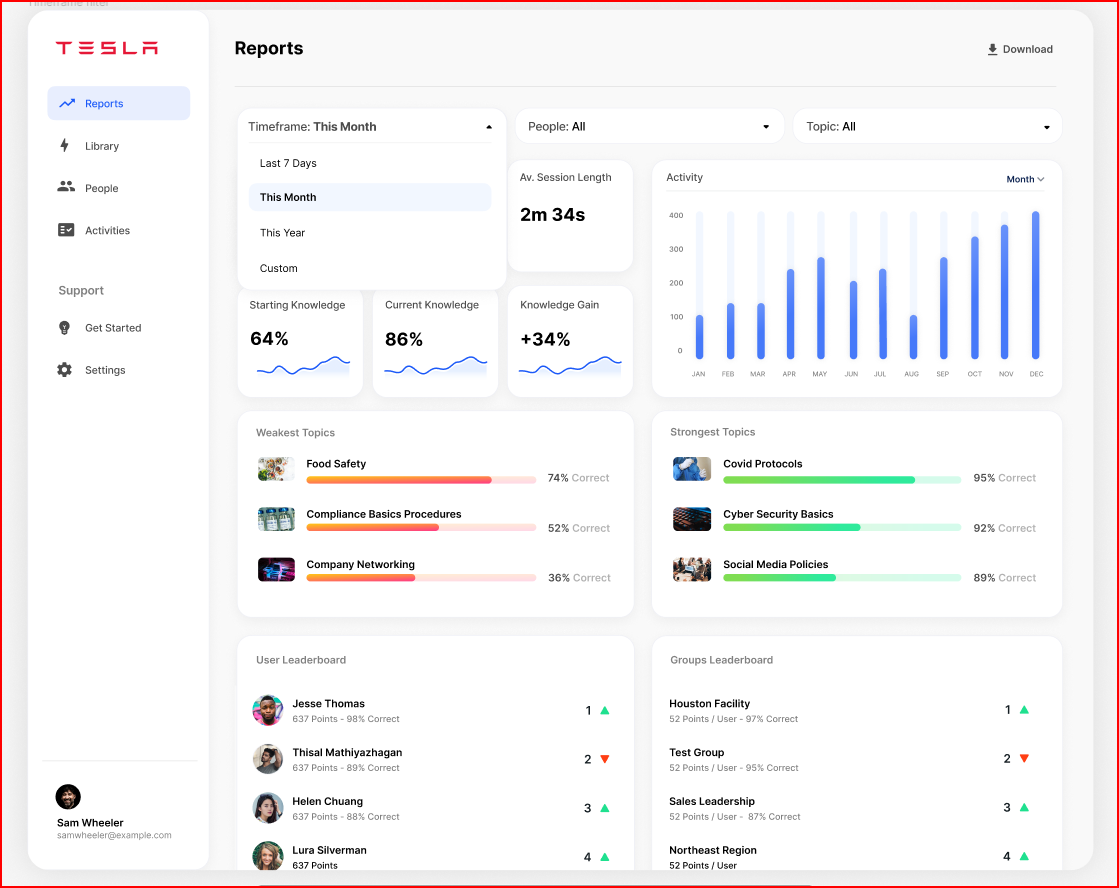 Timeframe filter
TESLA
Reports
Library
People
Activities
Support
Get Started
Settings
Sam Wheeler
samwheeler@example.com
Reports
Download
Timeframe: This Month
Last 7 Days
This Month
This Year
Custom
People: All
Topic: All
Av. Session Length
2m 34s
Starting Knowledge
64%
Current Knowledge
86%
Knowledge Gain
+34%
Activity
Month
400
300
200
100
0
JAN FEB MAR APR MAY JUN JUL AUG SEP OCT NOV DEC
Weakest Topics
Food Safety
74% Correct
Compliance Basics Procedures
52% Correct
Company Networking
36% Correct
Strongest Topics
Covid Protocols
95% Correct
Cyber Security Basics
92% Correct
Social Media Policies
89% Correct
User Leaderboard
Jesse Thomas
637 Points - 98% Correct
1
Thisal Mathiyazhagan
637 Points - 89% Correct
2
Helen Chuang
637 Points - 88% Correct
3
Lura Silverman
637 Points
4
Groups Leaderboard
Houston Facility
52 Points / User - 97% Correct
1
Test Group
52 Points / User - 95% Correct
2
Sales Leadership
52 Points / User - 87% Correct
3
Northeast Region
52 Points / User
4